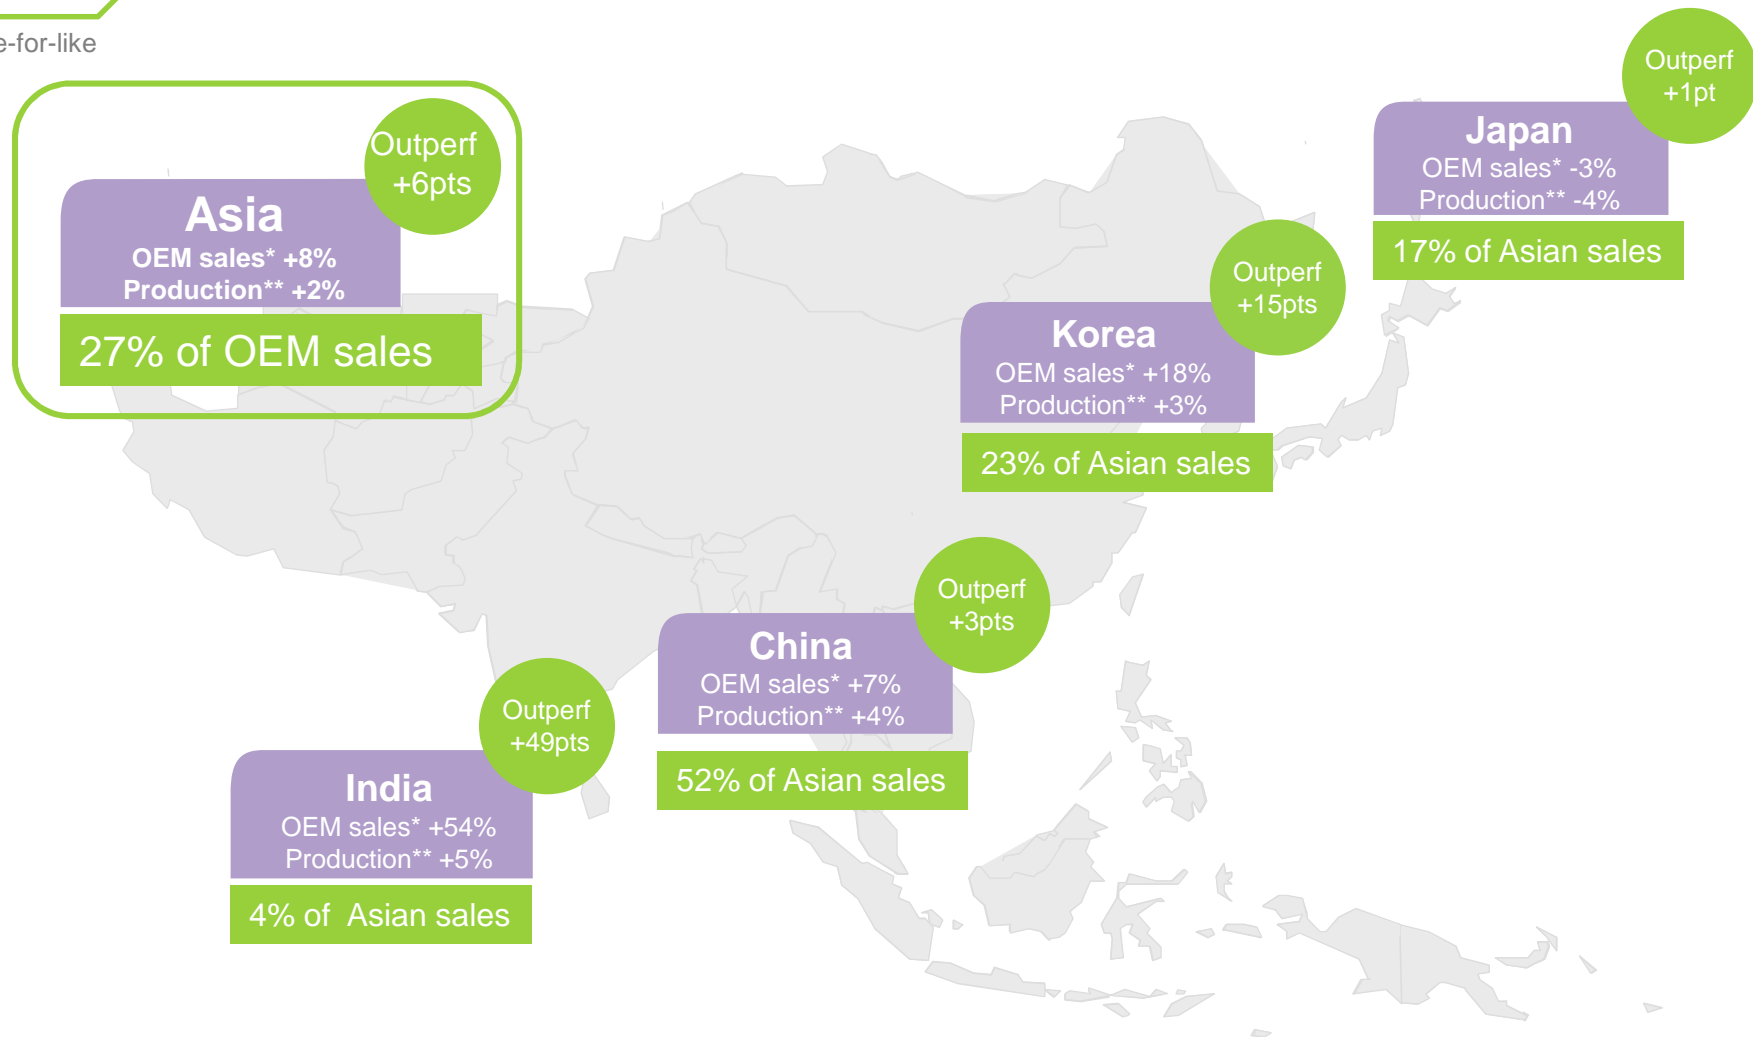 e-for-like
Outperf
+6pts
Asia
OEM sales* +8%
Production** +2%
27% of OEM sales
Outperf
+1pt
Japan
OEM sales* -3%
Production** -4%
17% of Asian sales
Outperf
+15pts
Korea
OEM sales* +18%
Production** +3%
23% of Asian sales
Outperf
+3pts
China
OEM sales* +7%
Production** +4%
52% of Asian sales
Outperf
+49pts
India
OEM sales* +54%
Production** +5%
4% of  Asian sales